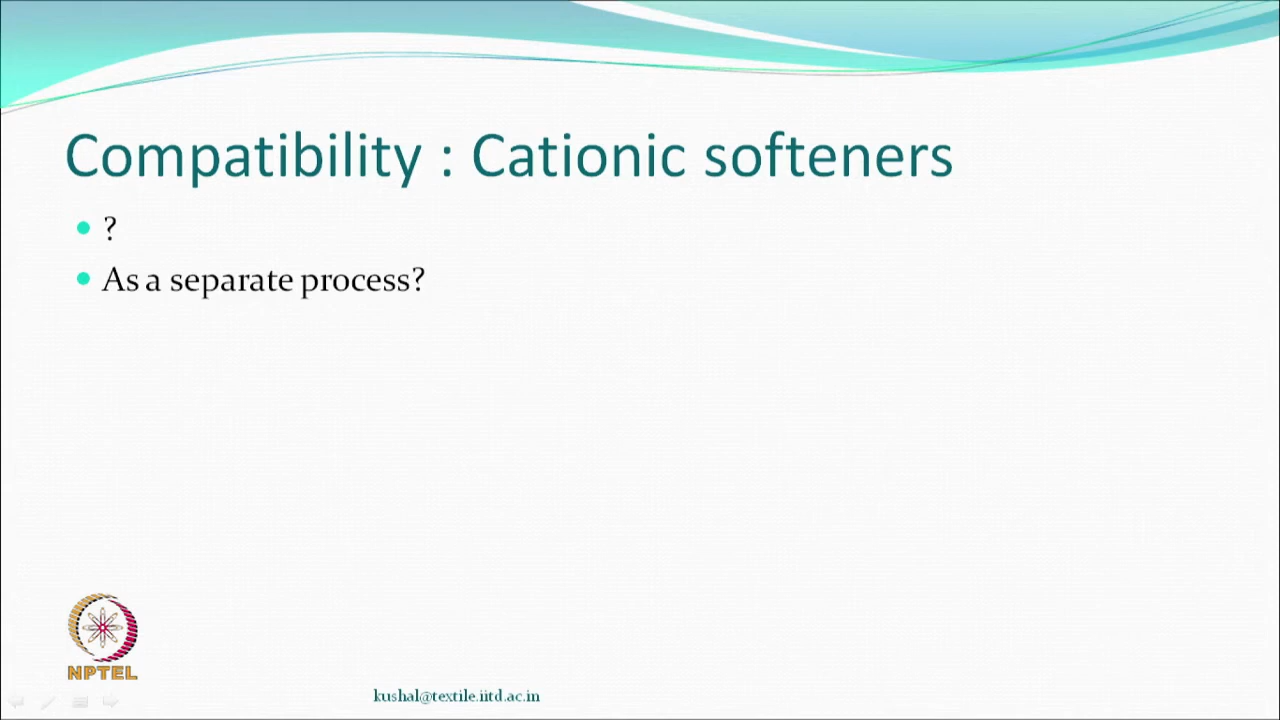 Compatibility : Cationic softeners
?
As a separate process?
NPTEL
kushal@textile.iitd.ac.in